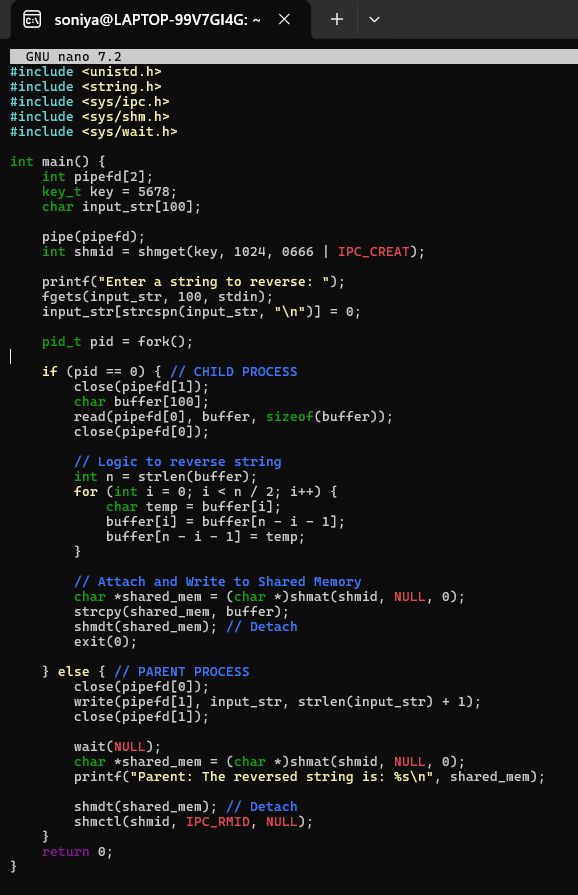 soniya@LAPTOP-99V7GI4G: ~
GNU nano 7.2
#include <unistd.h>
#include <string.h>
#include <sys/ipc.h>
#include <sys/shm.h>
#include <sys/wait.h>

int main() {
    int pipefd[2];
    key_t key = 5678;
    char input_str[100];

    pipe(pipefd);
    int shmid = shmget(key, 1024, 0666 | IPC_CREAT);

    printf("Enter a string to reverse: ");
    fgets(input_str, 100, stdin);
    input_str[strcspn(input_str, "\n")] = 0;

    pid_t pid = fork();

    if (pid == 0) { // CHILD PROCESS
        close(pipefd[1]);
        char buffer[100];
        read(pipefd[0], buffer, sizeof(buffer));
        close(pipefd[0]);

        // Logic to reverse string
        int n = strlen(buffer);
        for (int i = 0; i < n / 2; i++) {
            char temp = buffer[i];
            buffer[i] = buffer[n - i - 1];
            buffer[n - i - 1] = temp;
        }

        // Attach and Write to Shared Memory
        char *shared_mem = (char *)shmat(shmid, NULL, 0);
        strcpy(shared_mem, buffer);
        shmdt(shared_mem); // Detach
        exit(0);

    } else { // PARENT PROCESS
        close(pipefd[0]);
        write(pipefd[1], input_str, strlen(input_str) + 1);
        close(pipefd[1]);

        wait(NULL);
        char *shared_mem = (char *)shmat(shmid, NULL, 0);
        printf("Parent: The reversed string is: %s\n", shared_mem);

        shmdt(shared_mem); // Detach
        shmctl(shmid, IPC_RMID, NULL);
    }
    return 0;
}